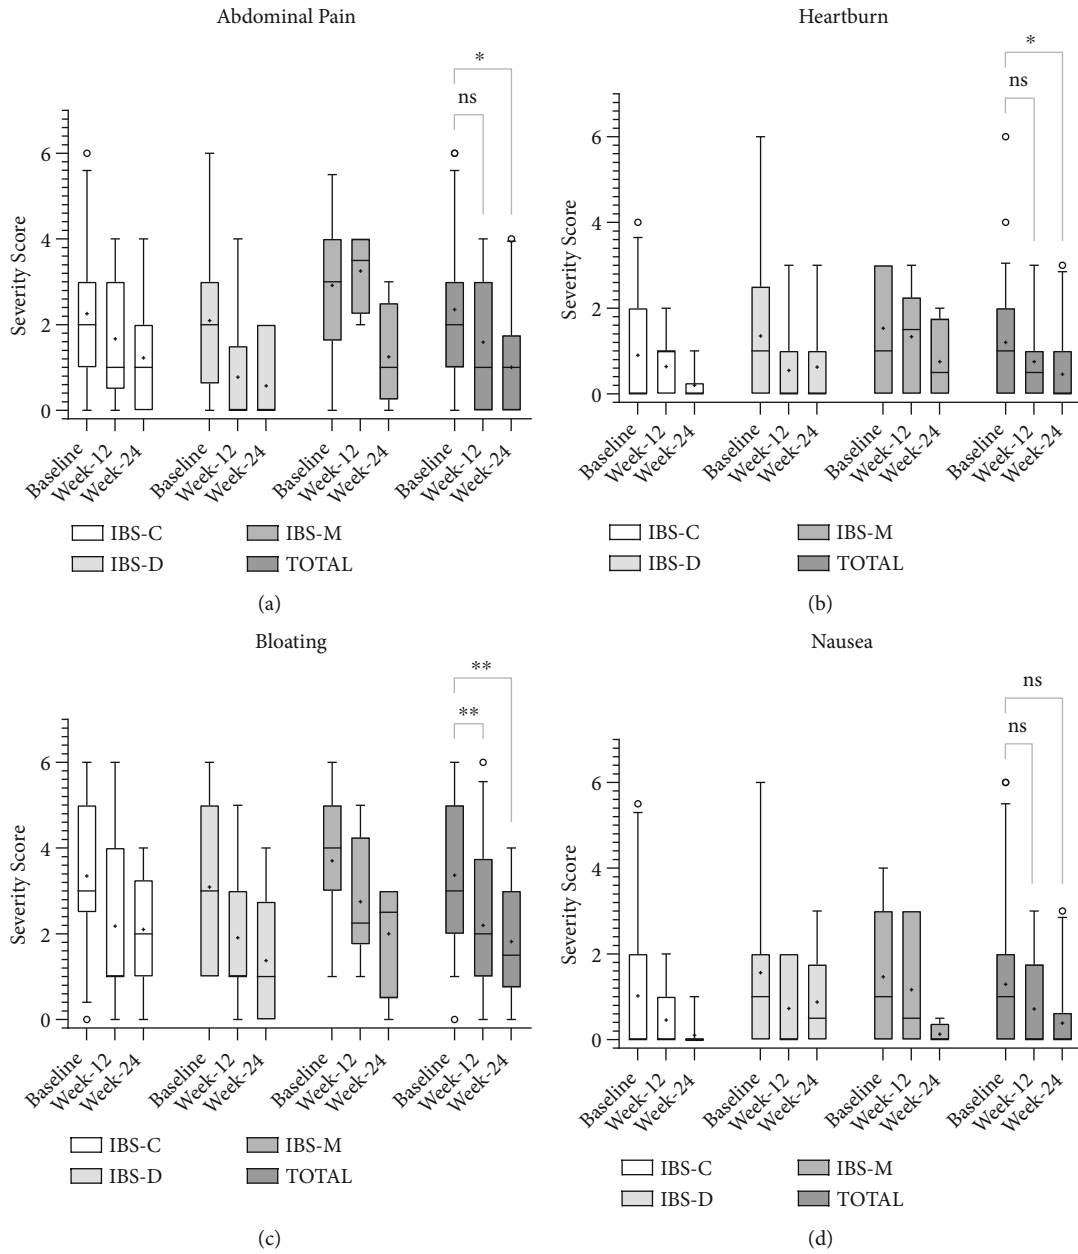 Abdominal Pain
*
ns
Severity Score
6
4
2
0
Baseline
Week-12
Week-24
Baseline
Week-12
Week-24
Baseline
Week-12
Week-24
Baseline
Week-12
Week-24
IBS-C
IBS-M
IBS-D
TOTAL
(a)
Heartburn
*
ns
Severity Score
6
4
2
0
Baseline
Week-12
Week-24
Baseline
Week-12
Week-24
Baseline
Week-12
Week-24
Baseline
Week-12
Week-24
IBS-C
IBS-M
IBS-D
TOTAL
(b)
Bloating
**
**
Severity Score
6
4
2
0
Baseline
Week-12
Week-24
Baseline
Week-12
Week-24
Baseline
Week-12
Week-24
Baseline
Week-12
Week-24
IBS-C
IBS-M
IBS-D
TOTAL
(c)
Nausea
ns
ns
Severity Score
6
4
2
0
Baseline
Week-12
Week-24
Baseline
Week-12
Week-24
Baseline
Week-12
Week-24
Baseline
Week-12
Week-24
IBS-C
IBS-M
IBS-D
TOTAL
(d)